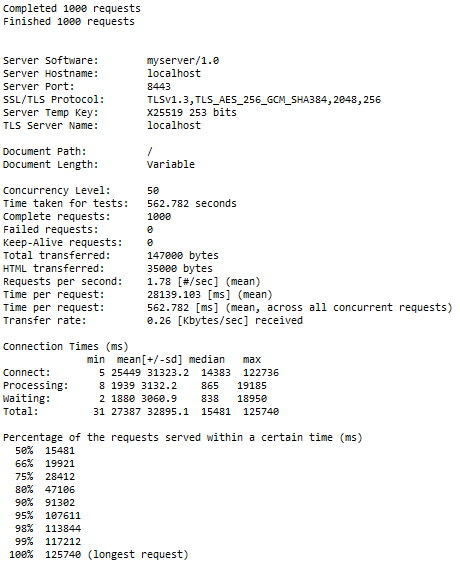 Completed 1000 requests
Finished 1000 requests
Server Software: myserver/1.0
Server Hostname: localhost
Server Port: 8443
SSL/TLS Protocol: TLSv1.3,TLS_AES_256_GCM_SHA384,2048,256
Server Temp Key: X25519 253 bits
TLS Server Name: localhost
Document Path: /
Document Length: Variable
Concurrency Level: 50
Time taken for tests: 562.782 seconds
Complete requests: 1000
Failed requests: 0
Keep-Alive requests: 0
Total transferred: 147000 bytes
HTML transferred: 35000 bytes
Requests per second: 1.78 [#/sec] (mean)
Time per request: 28139.103 [ms] (mean)
Time per request: 562.782 [ms] (mean, across all concurrent requests)
Transfer rate: 0.26 [Kbytes/sec] received
Connection Times (ms)
min mean[+/-sd] median max
Connect: 5 25449 31323.2 14383 122736
Processing: 8 1939 3132.2 865 19185
Waiting: 2 1880 3060.9 838 18950
Total: 31 27387 32895.1 15481 125740
Percentage of the requests served within a certain time (ms)
50% 15481
66% 19921
75% 28412
80% 47106
90% 91302
95% 107611
98% 113844
99% 117212
100% 125740 (longest request)